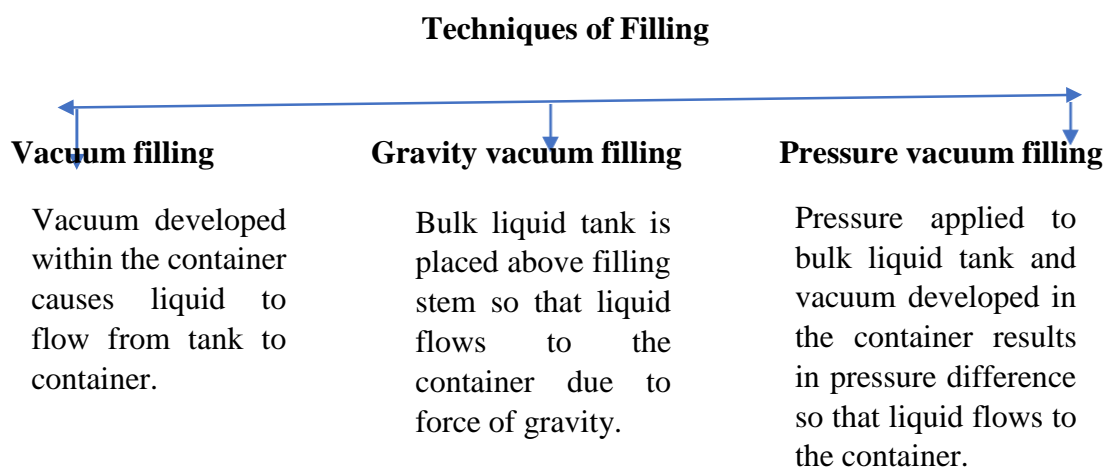 Techniques of Filling
Vacuum filling
Vacuum developed
within the container
causes liquid to
flow from tank to
container.
Gravity vacuum filling
Bulk liquid tank is
placed above filling
stem so that liquid
flows to the
container due to
force of gravity.
Pressure vacuum filling
Pressure applied to
bulk liquid tank and
vacuum developed in
the container results
in pressure difference
so that liquid flows to
the container.